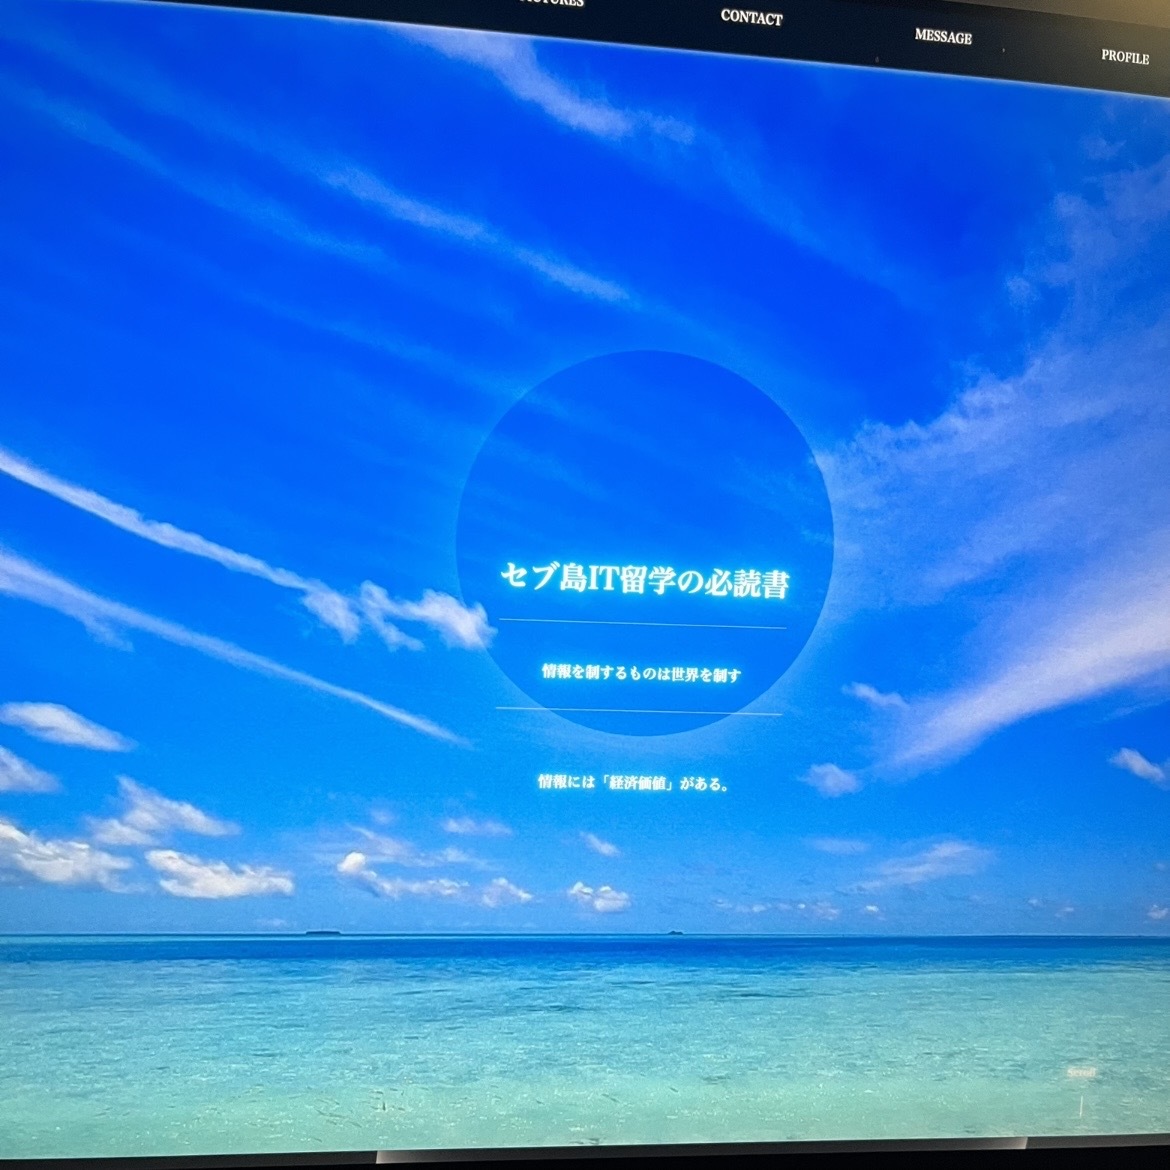 CONTACT
MESSAGE
PROFILE
セブ島IT留学の必読書
情報を制するものは世界を制す
情報には「経済価値」がある。
Scroll